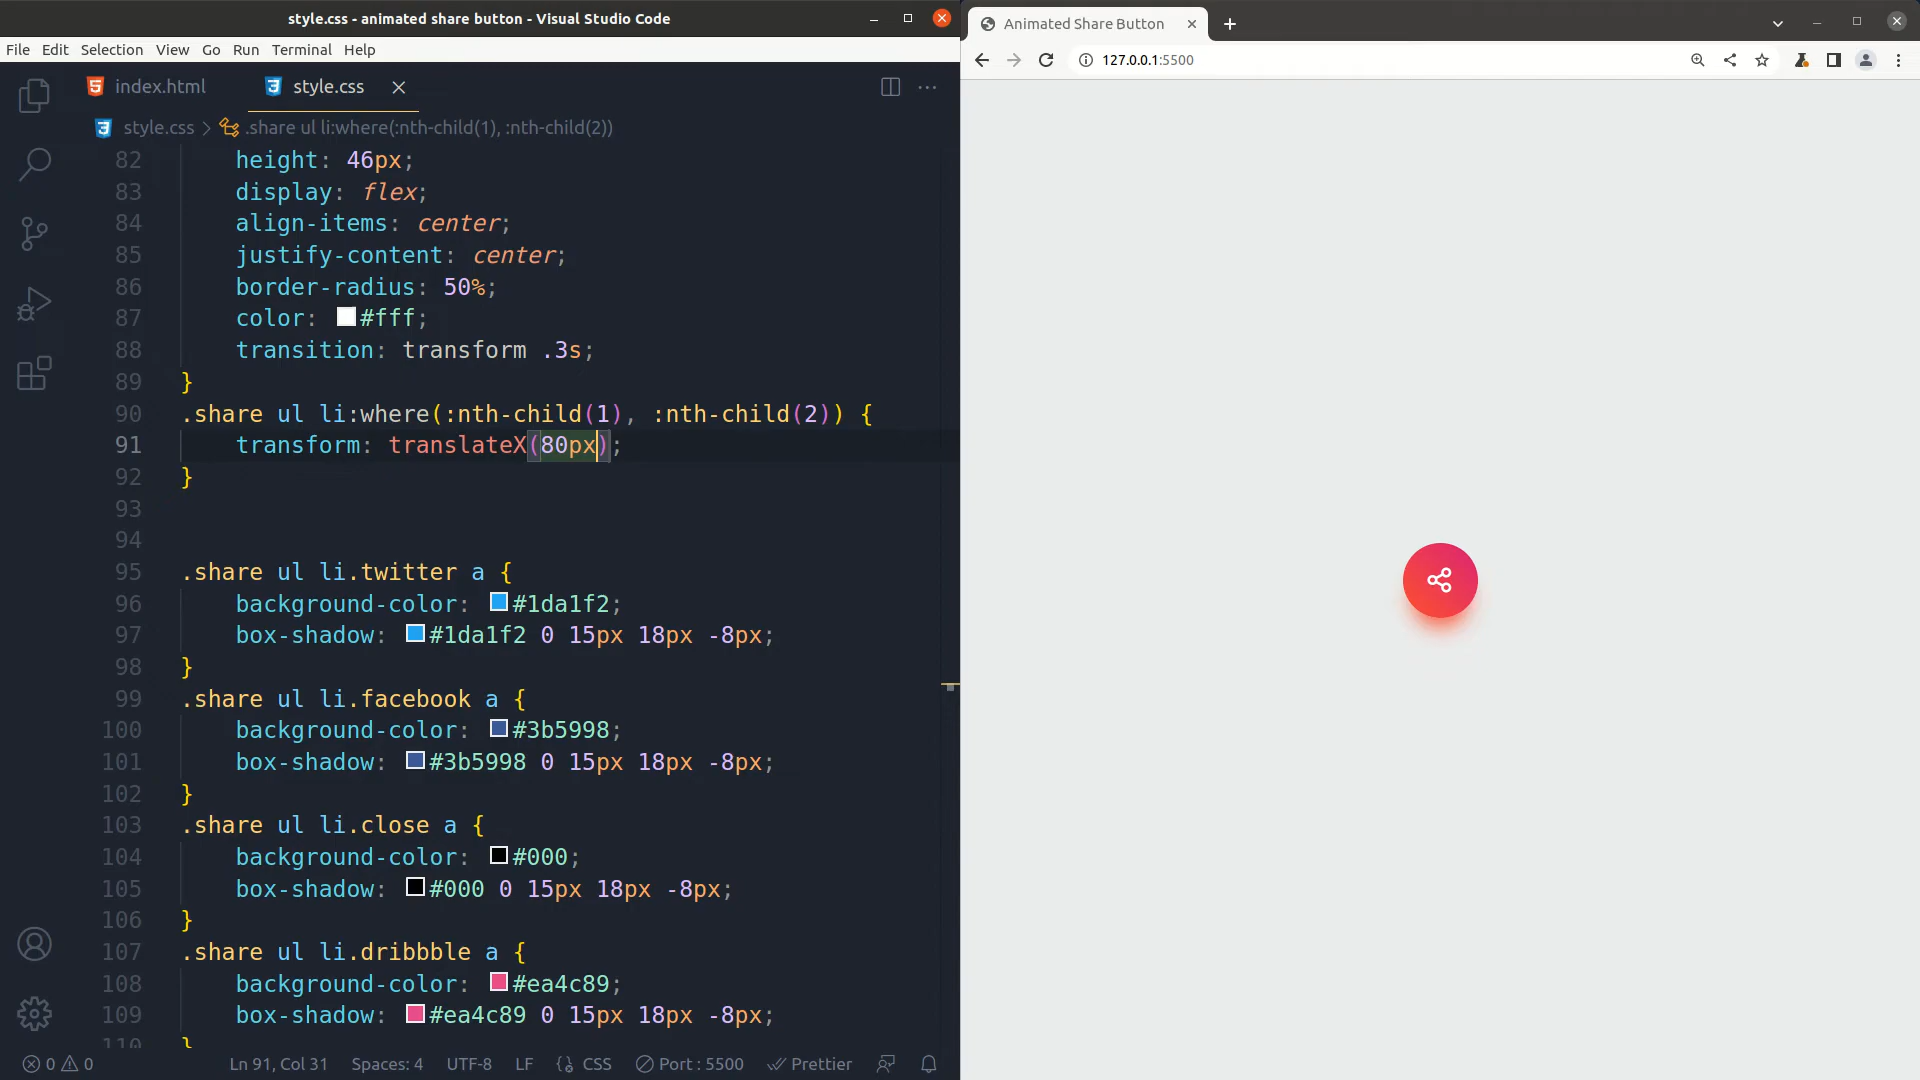 style.css - animated share button - Visual Studio Code
File Edit Selection View Go Run Terminal Help
index.html style.css
style.css > .share ul li:where(:nth-child(1), :nth-child(2))
82 height: 46px;
83 display: flex;
84 align-items: center;
85 justify-content: center;
86 border-radius: 50%;
87 color: #fff;
88 transition: transform .3s;
89 }
90 .share ul li:where(:nth-child(1), :nth-child(2)) {
91 transform: translateX(80px);
92 }
93
94
95 .share ul li.twitter a {
96 background-color: #1da1f2;
97 box-shadow: #1da1f2 0 15px 18px -8px;
98 }
99 .share ul li.facebook a {
100 background-color: #3b5998;
101 box-shadow: #3b5998 0 15px 18px -8px;
102 }
103 .share ul li.close a {
104 background-color: #000;
105 box-shadow: #000 0 15px 18px -8px;
106 }
107 .share ul li.dribbble a {
108 background-color: #ea4c89;
109 box-shadow: #ea4c89 0 15px 18px -8px;
110 }
0 0 Ln 91, Col 31 Spaces: 4 UTF-8 LF CSS Port : 5500 Prettier
Animated Share Button
127.0.0.1:5500